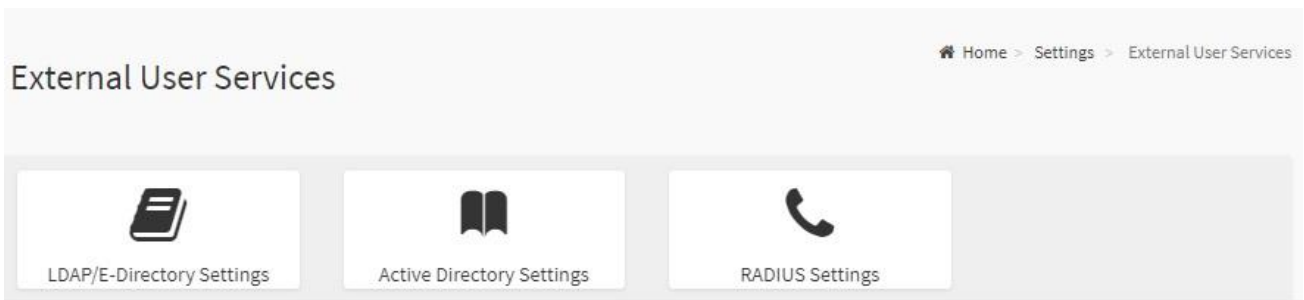 Home > Settings > External User Services
External User Services
LDAP/E-Directory Settings
Active Directory Settings
RADIUS Settings